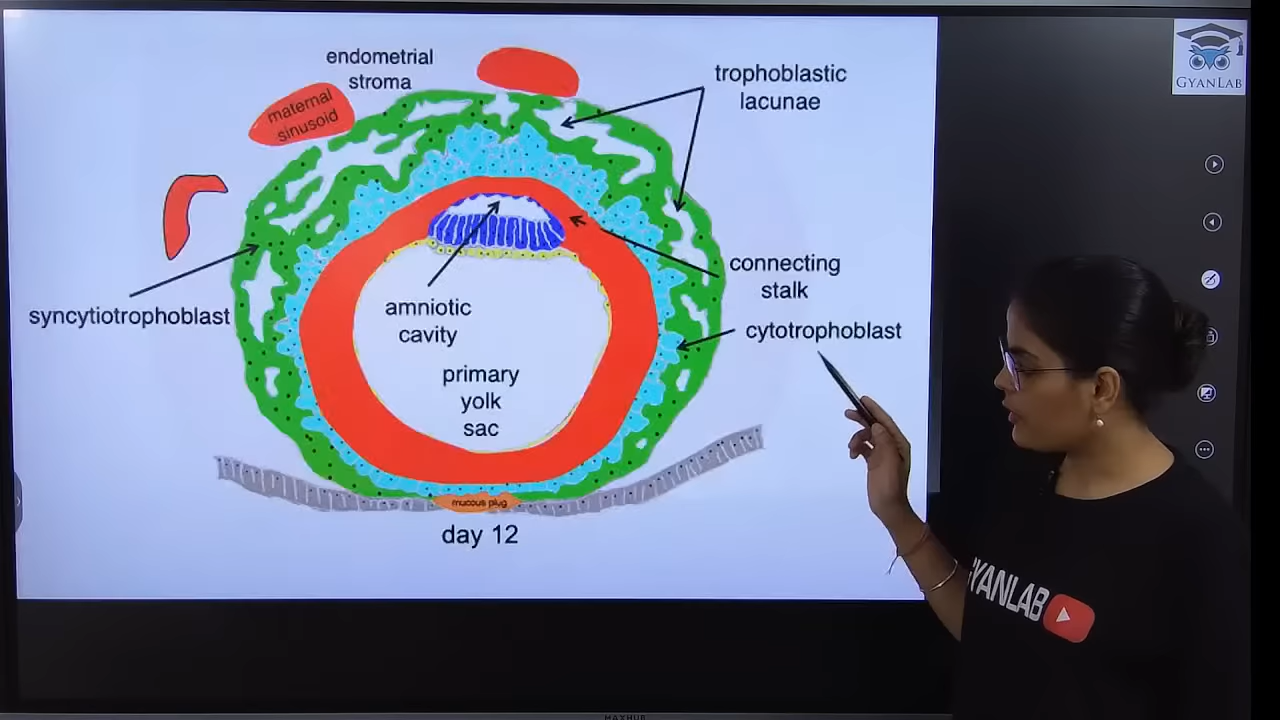 endometrial
stroma
maternal
sinusoid
trophoblastic
lacunae
connecting
stalk
cytotrophoblast
syncytiotrophoblast
amniotic
cavity
primary
yolk
sac
mucous plug
day 12
GYANLAB
GYANLAB
MAXHUB